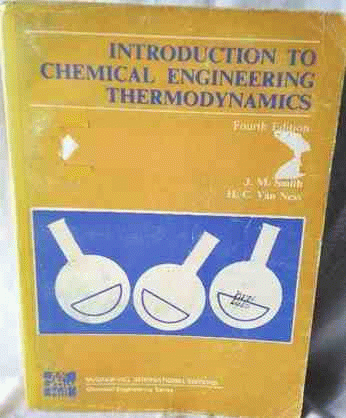 INTRODUCTION TO
CHEMICAL ENGINEERING
THERMODYNAMICS
Fourth Edition
J. M. Smith
H. C. Van Ness
McGRAW-HILL INTERNATIONAL EDITIONS
Chemical Engineering Series